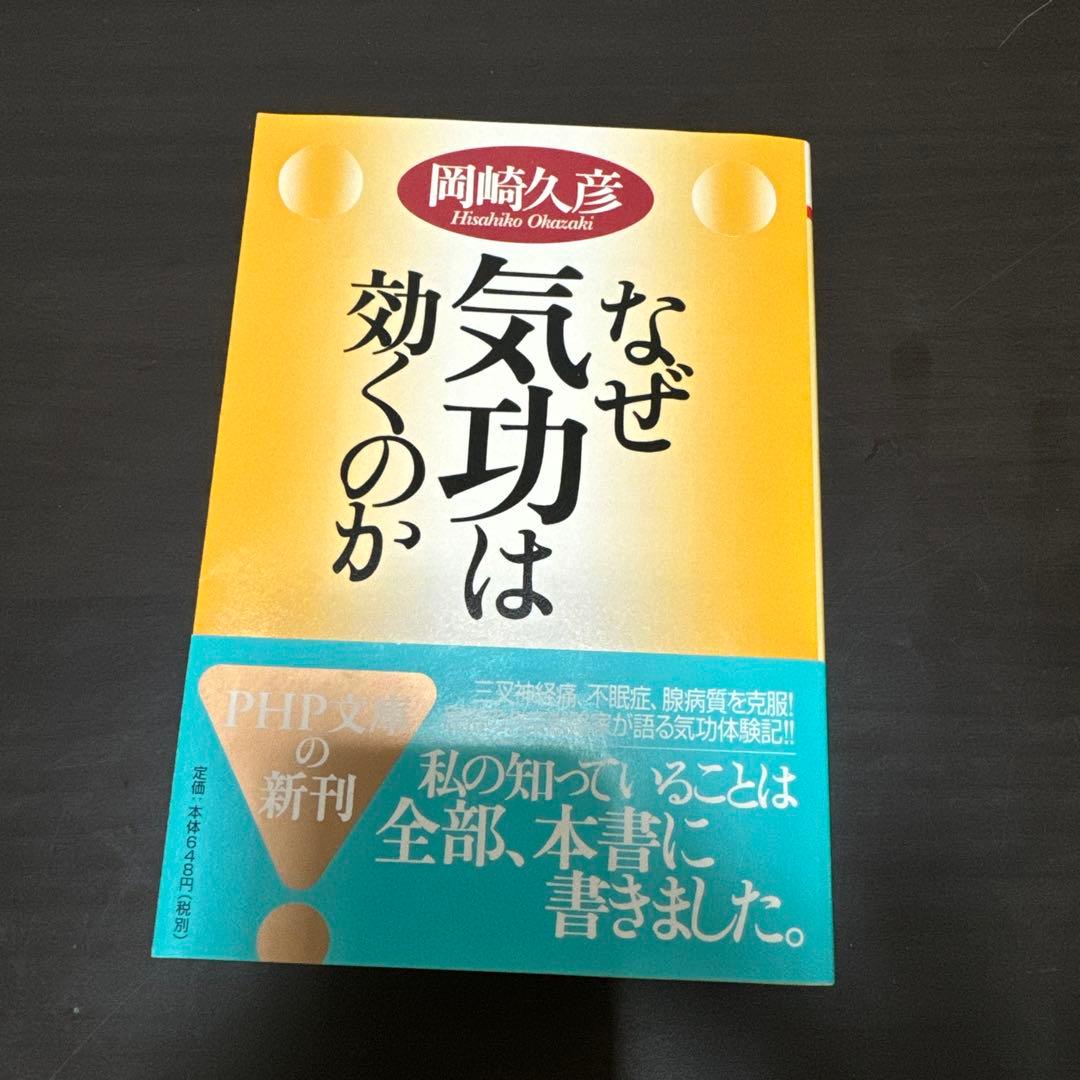 岡崎久彦
Hisahiko Okazaki
なぜ
気功は
効くのか
PHP文庫
の
新刊
三叉神経痛、不眠症、腺病質を克服!
が語る気功体験記!!
私の知っていることは
全部、本書に
書きました。
定価:本体648円(税別)